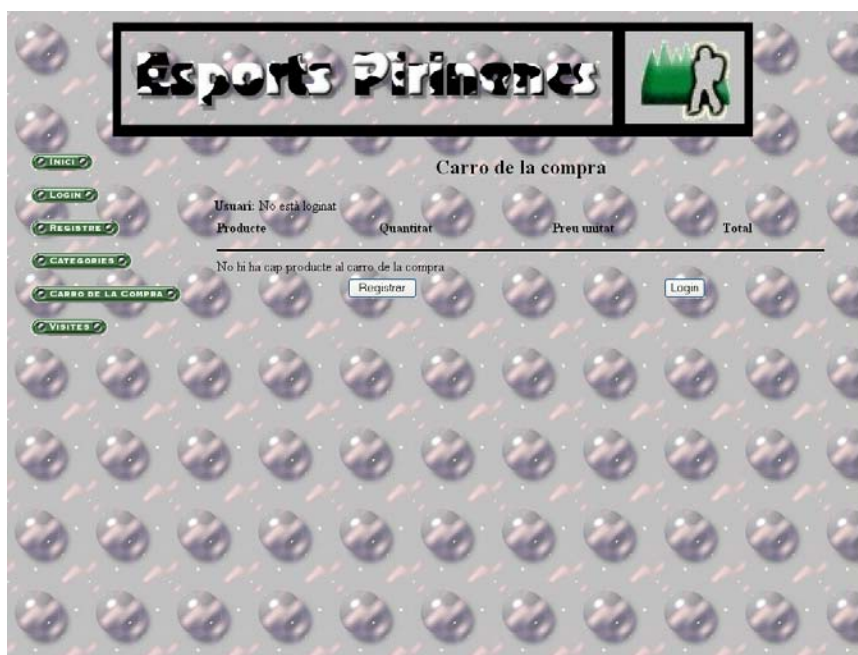 Esports Pirinencs
INICI
LOGIN
REGISTRE
CATEGORIES
CARRO DE LA COMPRA
VISITES
Carro de la compra
Usuari: No està loginat
Producte Quantitat Preu unitat Total
No hi ha cap producte al carro de la compra
Registrar Login